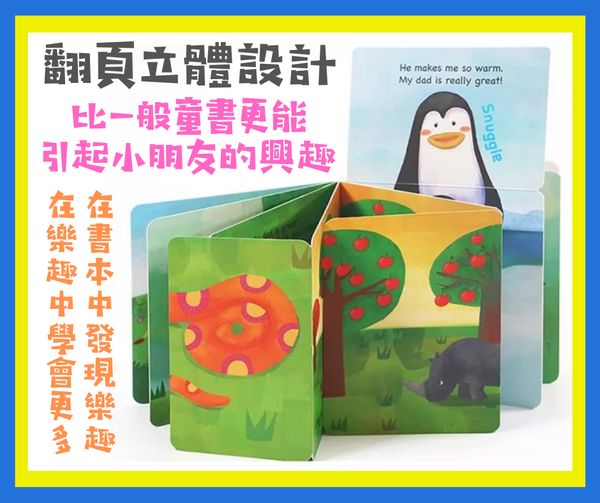 翻頁立體設計
比一般童書更能
引起小朋友的興趣
在書本中發現樂趣
在樂趣中學會更多
He makes me so warm.
My dad is really great!
Snuggle